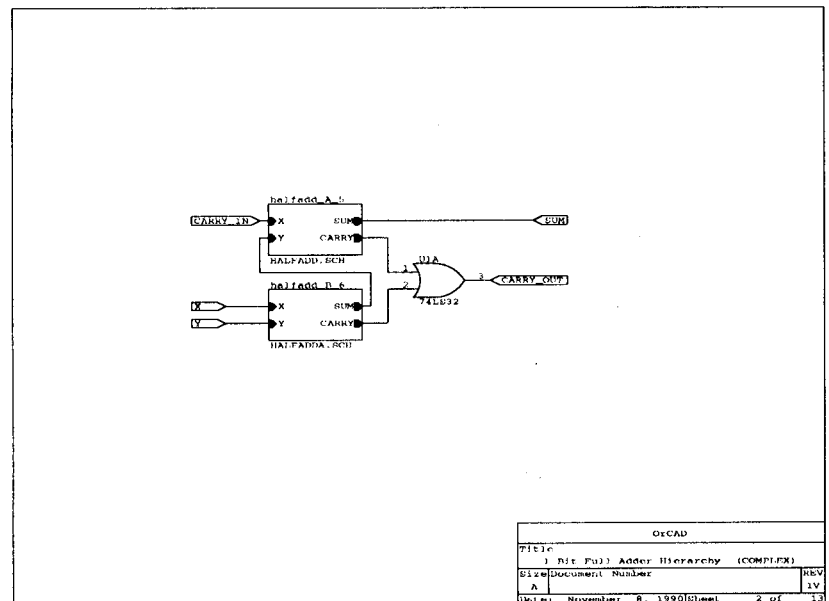 halfadd_A_5
CARRY_IN
X
SUM
SUM
Y
CARRY
HALFADD.SCH
U1A
1
2
3
CARRY_OUT
74LS32
halfadd_B_6
X
X
SUM
Y
Y
CARRY
HALFADDA.SCH
OrCAD
Title
1 Bit Full Adder Hierarchy (COMPLEX)
Size Document Number
REV
A
1V
Date: November 8, 1990 Sheet 2 of 13